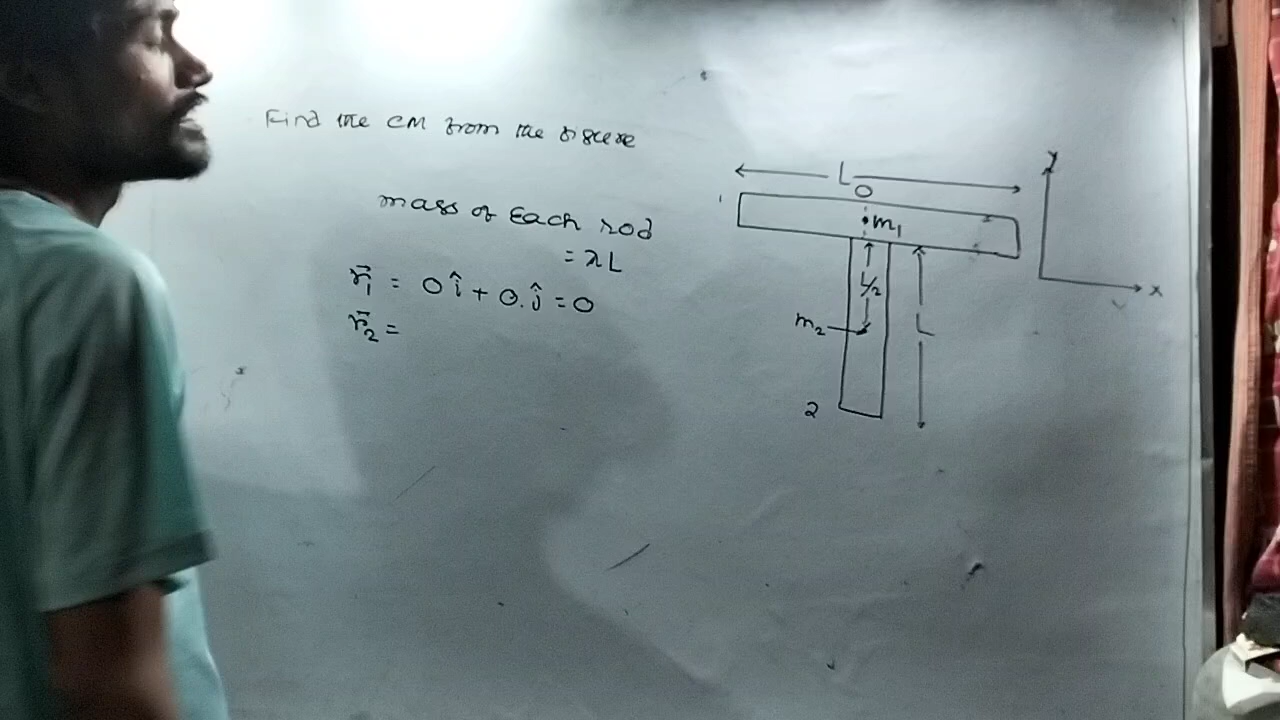 Find the CM from the figure
mass of Each rod
= λL
r⃗₁ = 0î + 0.ĵ = 0
r⃗₂ =
L
O
1
m₁
L/2
m₂
L
2
y
x